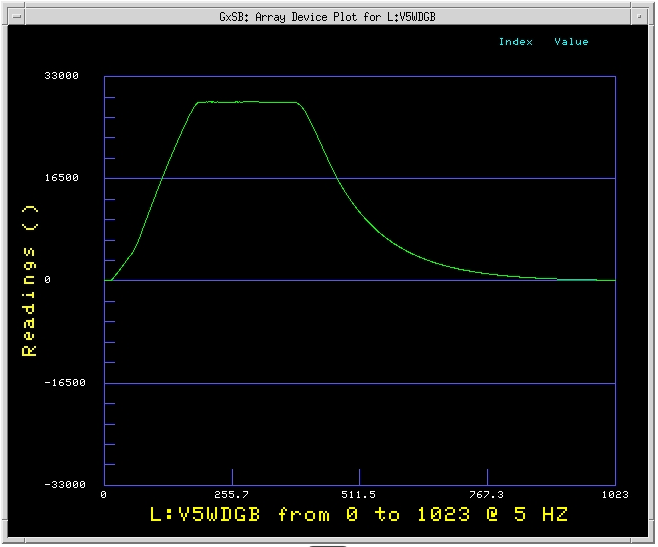 GxSB: Array Device Plot for L:V5WDGB
Index Value
33000
16500
0
-16500
-33000
Readings ( )
0 255.7 511.5 767.3 1023
L:V5WDGB from 0 to 1023 @ 5 HZ